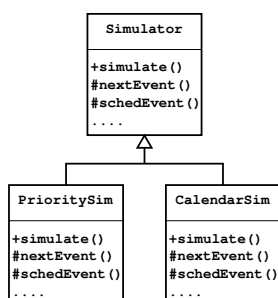 Simulator
+simulate()
#nextEvent()
#schedEvent()
....
PrioritySim
+simulate()
#nextEvent()
#schedEvent()
....
CalendarSim
+simulate()
#nextEvent()
#schedEvent()
....